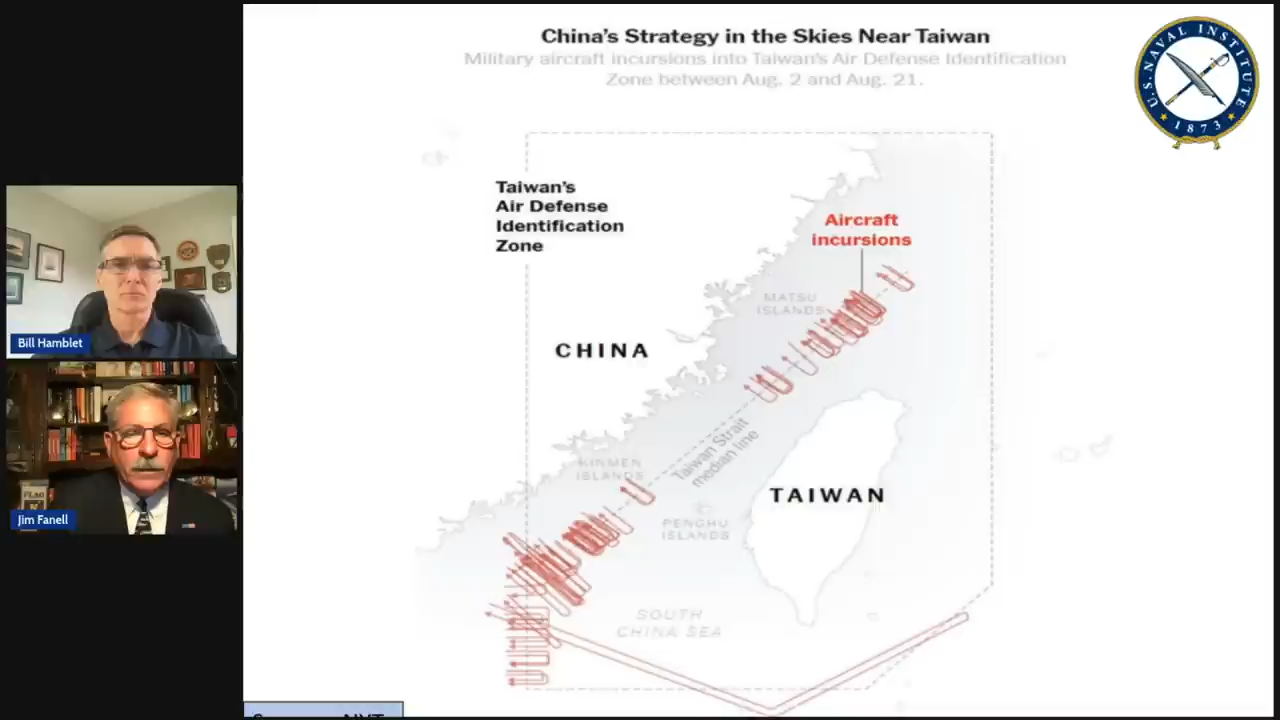 China's Strategy in the Skies Near Taiwan
Military aircraft incursions into Taiwan's Air Defense Identification
Zone between Aug. 2 and Aug. 21.
U.S. NAVAL INSTITUTE
1873
Taiwan's
Air Defense
Identification
Zone
Aircraft
incursions
MATSU
ISLANDS
CHINA
Taiwan Strait
median line
KINMEN
ISLANDS
TAIWAN
PENGHU
ISLANDS
SOUTH
CHINA SEA
Bill Hamblet
Jim Fanell